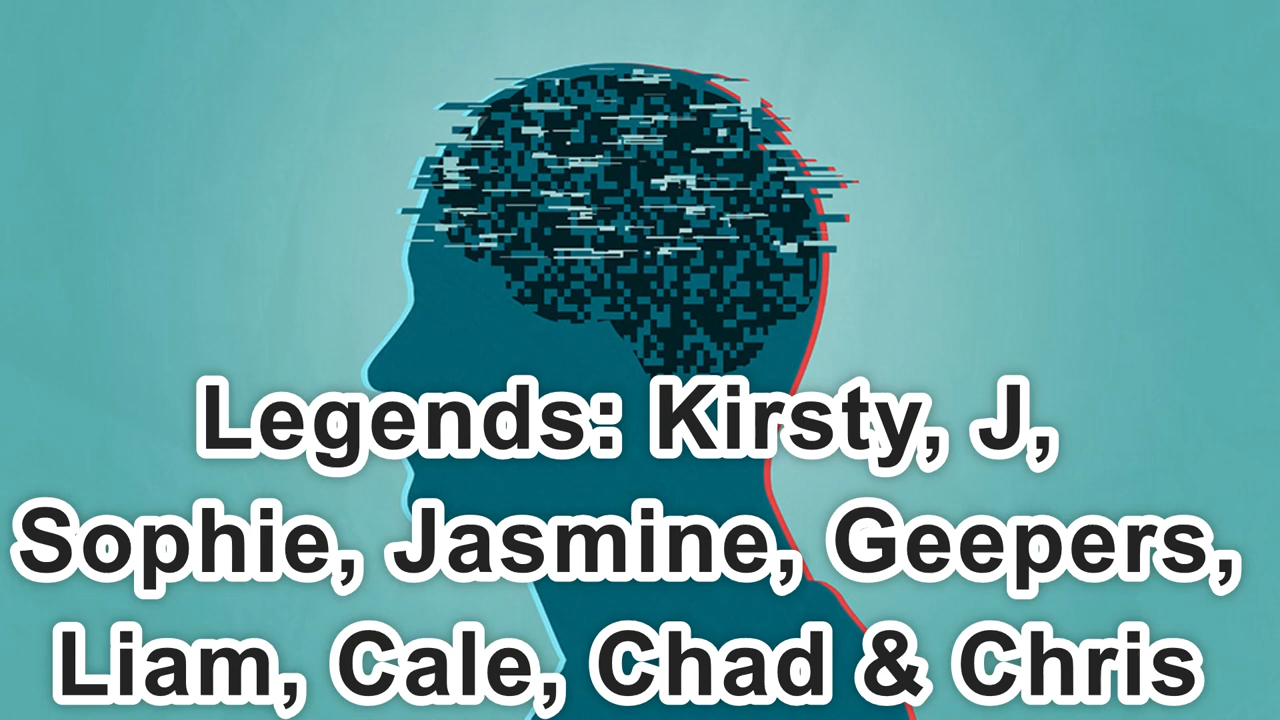 Legends: Kirsty, J,
Sophie, Jasmine, Geepers,
Liam, Cale, Chad & Chris